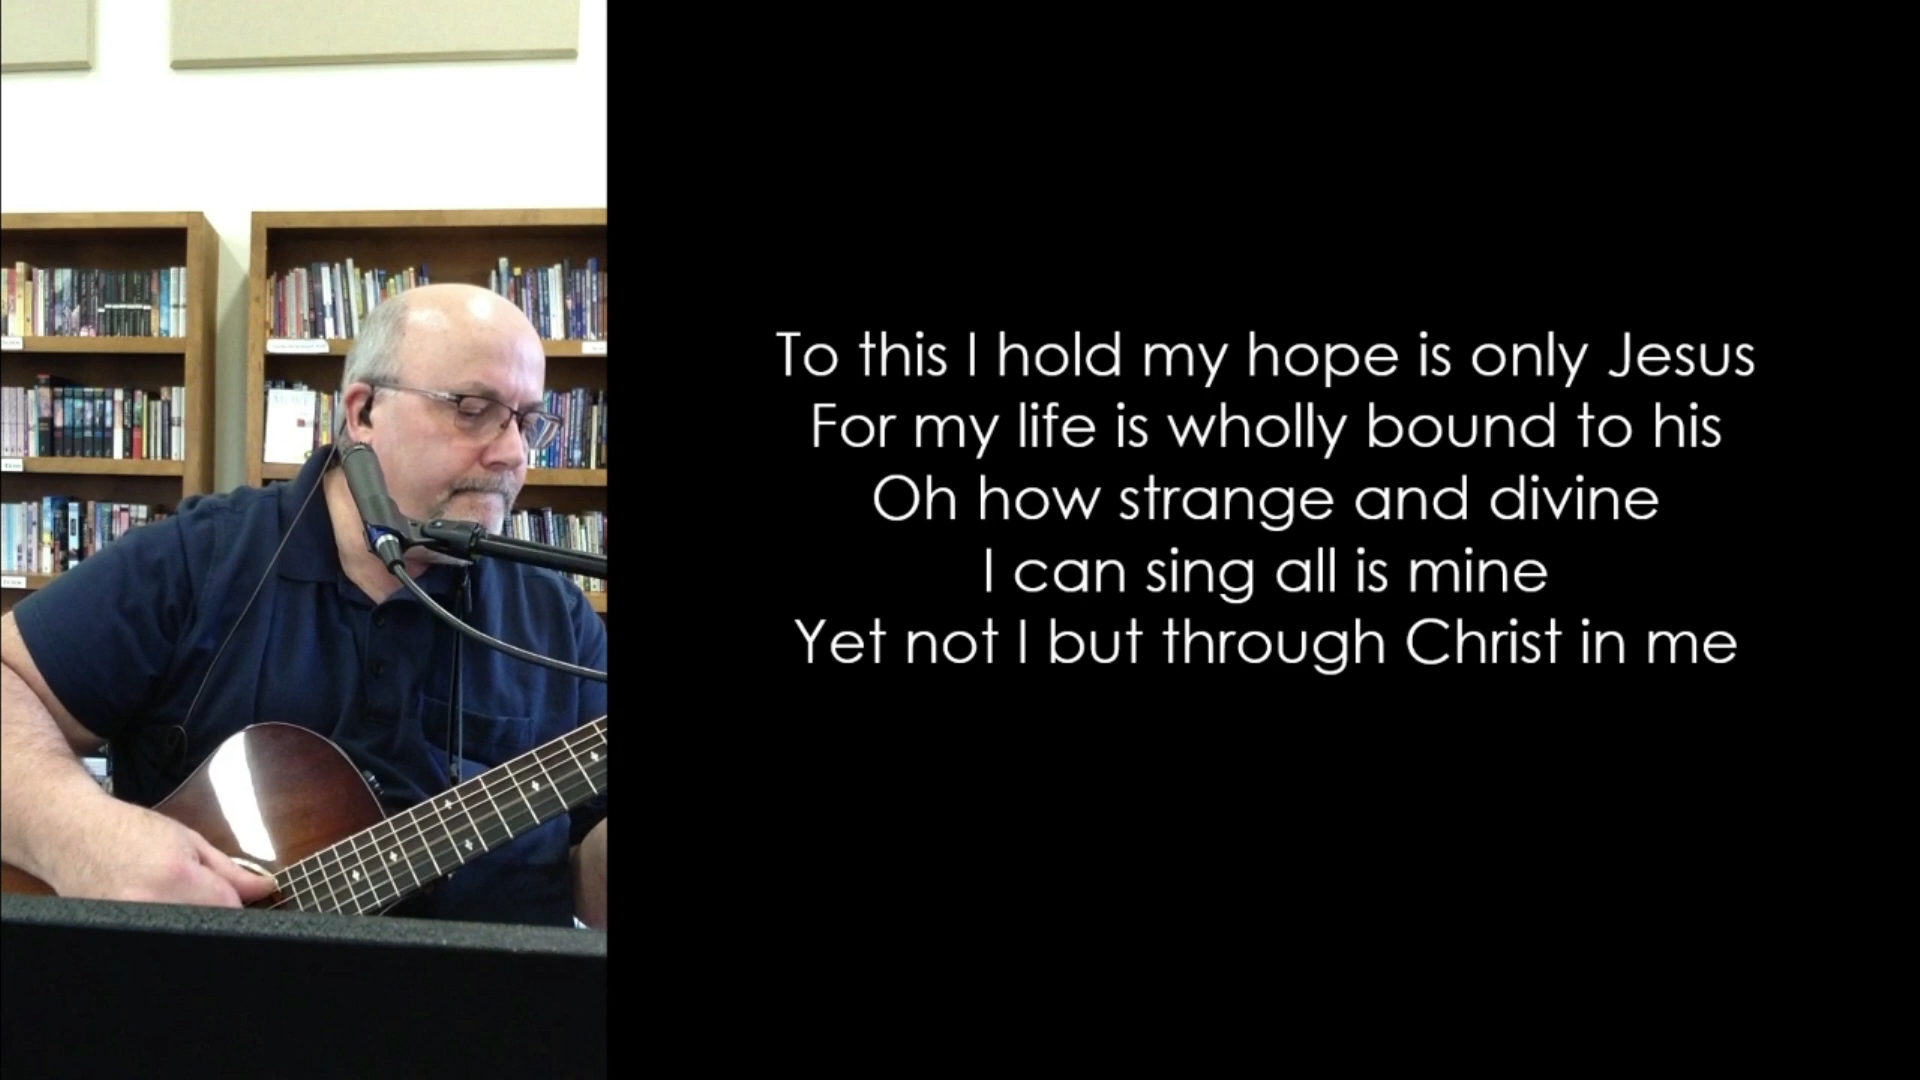 To this I hold my hope is only Jesus
For my life is wholly bound to his
Oh how strange and divine
I can sing all is mine
Yet not I but through Christ in me